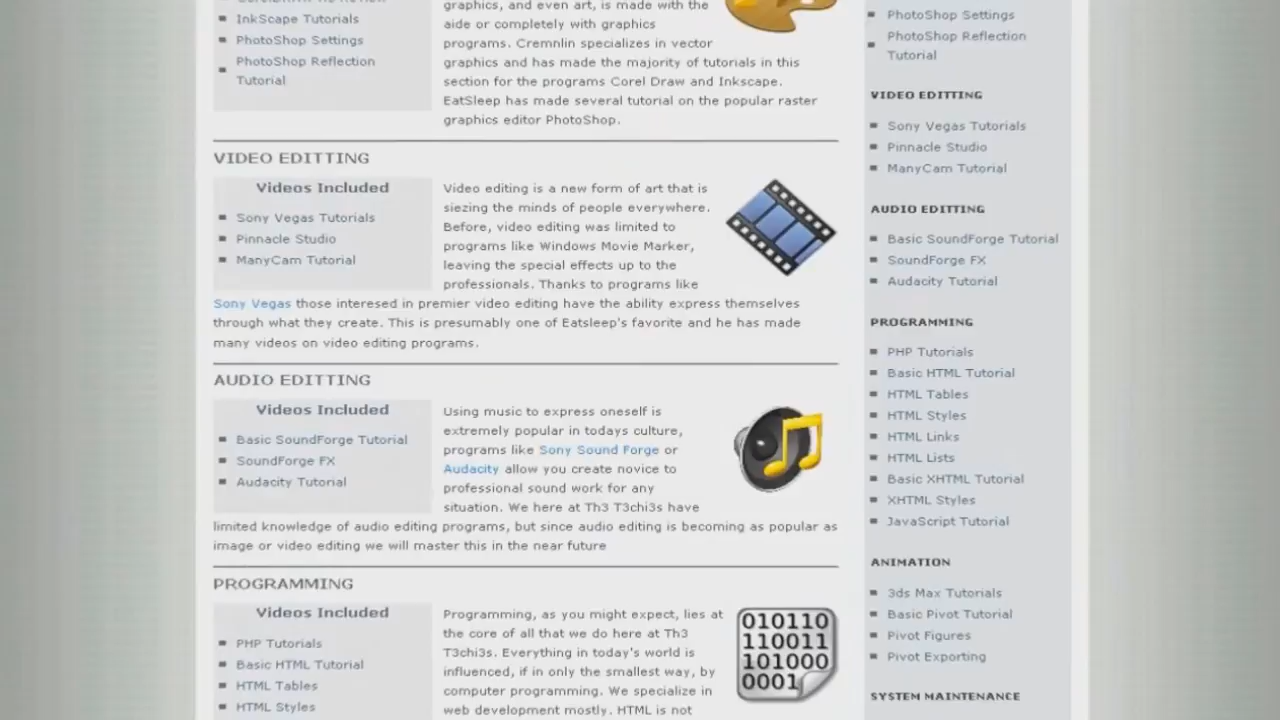 InkScape Tutorials
PhotoShop Settings
PhotoShop Reflection
Tutorial
graphics, and even art, is made with the
aide or completely with graphics
programs. Cremnlin specializes in vector
graphics and has made the majority of tutorials in this
section for the programs Corel Draw and Inkscape.
EatSleep has made several tutorial on the popular raster
graphics editor PhotoShop.
VIDEO EDITTING
Videos Included
Sony Vegas Tutorials
Pinnacle Studio
ManyCam Tutorial
Video editing is a new form of art that is
siezing the minds of people everywhere.
Before, video editing was limited to
programs like Windows Movie Marker,
leaving the special effects up to the
professionals. Thanks to programs like
Sony Vegas those interesed in premier video editing have the ability express themselves
through what they create. This is presumably one of Eatsleep's favorite and he has made
many videos on video editing programs.
AUDIO EDITTING
Videos Included
Basic SoundForge Tutorial
SoundForge FX
Audacity Tutorial
Using music to express oneself is
extremely popular in todays culture,
programs like Sony Sound Forge or
Audacity allow you create novice to
professional sound work for any
situation. We here at Th3 T3chi3s have
limited knowledge of audio editing programs, but since audio editing is becoming as popular as
image or video editing we will master this in the near future
PROGRAMMING
Videos Included
PHP Tutorials
Basic HTML Tutorial
HTML Tables
HTML Styles
Programming, as you might expect, lies at
the core of all that we do here at Th3
T3chi3s. Everything in today's world is
influenced, if in only the smallest way, by
computer programming. We specialize in
web development mostly. HTML is not
010110
110011
101000
0001
PhotoShop Settings
PhotoShop Reflection
Tutorial
VIDEO EDITTING
Sony Vegas Tutorials
Pinnacle Studio
ManyCam Tutorial
AUDIO EDITTING
Basic SoundForge Tutorial
SoundForge FX
Audacity Tutorial
PROGRAMMING
PHP Tutorials
Basic HTML Tutorial
HTML Tables
HTML Styles
HTML Links
HTML Lists
Basic XHTML Tutorial
XHTML Styles
JavaScript Tutorial
ANIMATION
3ds Max Tutorials
Basic Pivot Tutorial
Pivot Figures
Pivot Exporting
SYSTEM MAINTENANCE